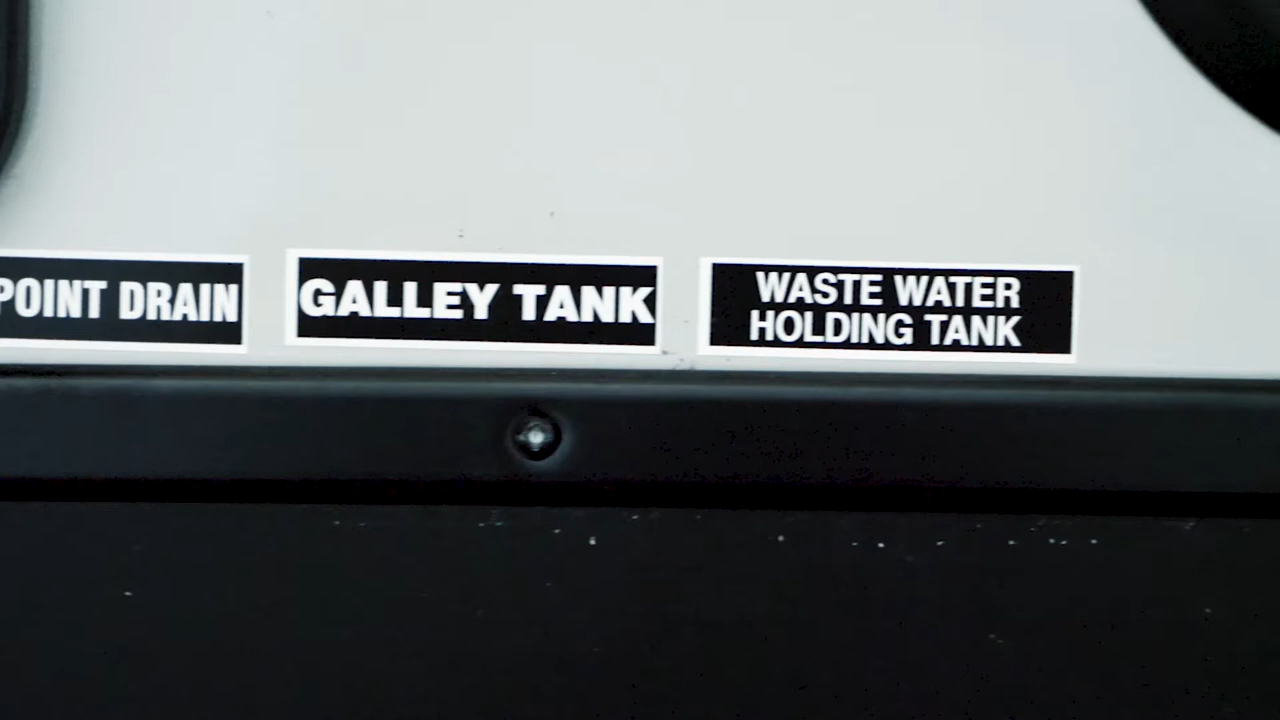 POINT DRAIN
GALLEY TANK
WASTE WATER
HOLDING TANK